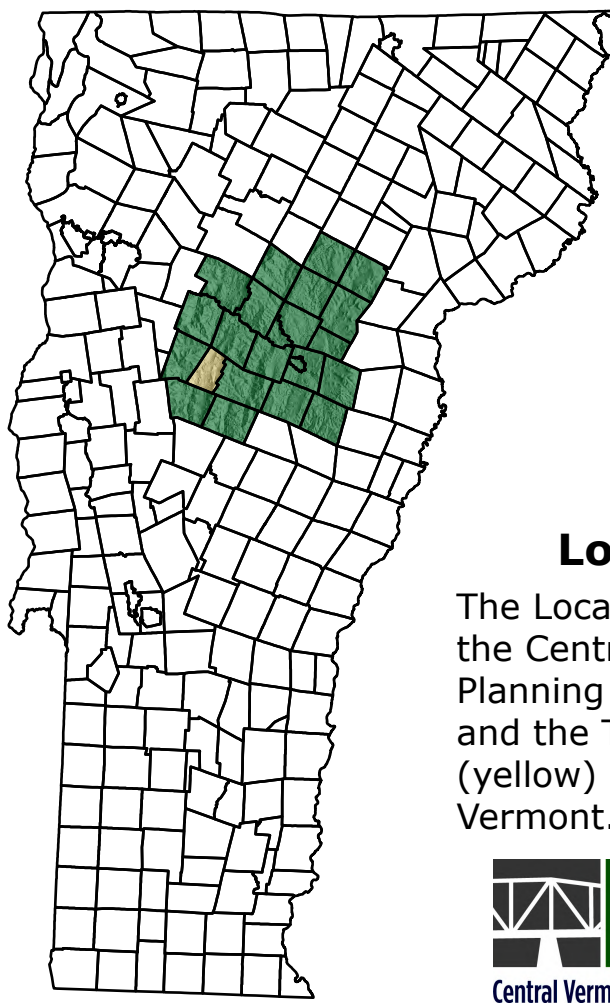 Lo
The Loca
the Centr
Planning
and the T
(yellow)
Vermont.
Central Verm